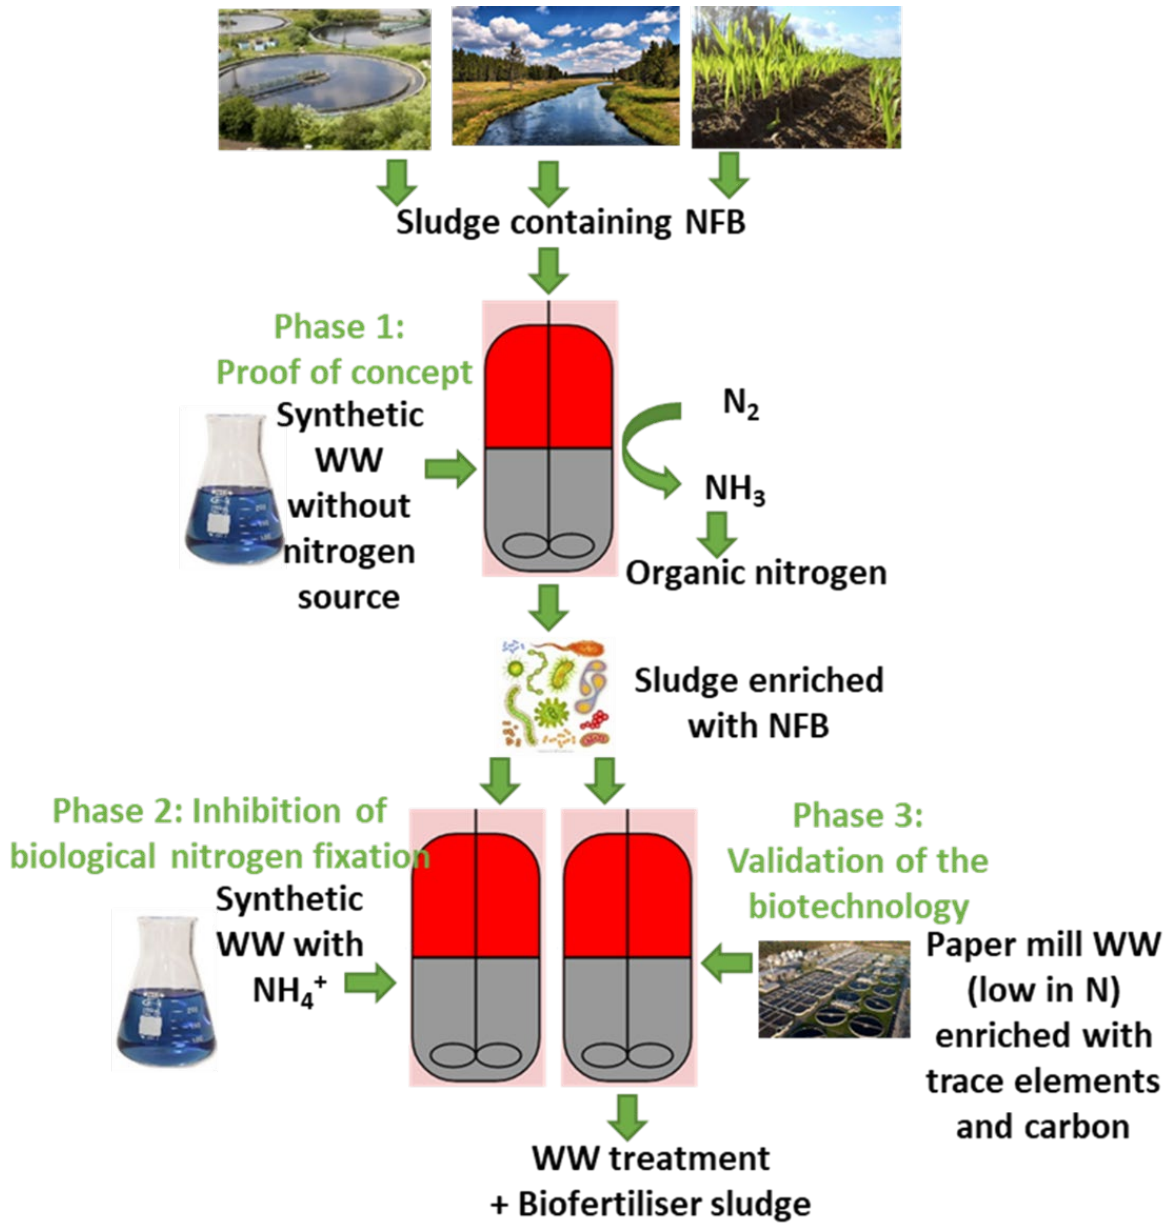 Sludge containing NFB
Phase 1:
Proof of concept
Synthetic
WW
without
nitrogen
source
N₂
NH₃
Organic nitrogen
Sludge enriched
with NFB
Phase 2: Inhibition of
biological nitrogen fixation
Synthetic
WW with
NH₄⁺
Phase 3:
Validation of the
biotechnology
Paper mill WW
(low in N)
enriched with
trace elements
and carbon
WW treatment
+ Biofertiliser sludge